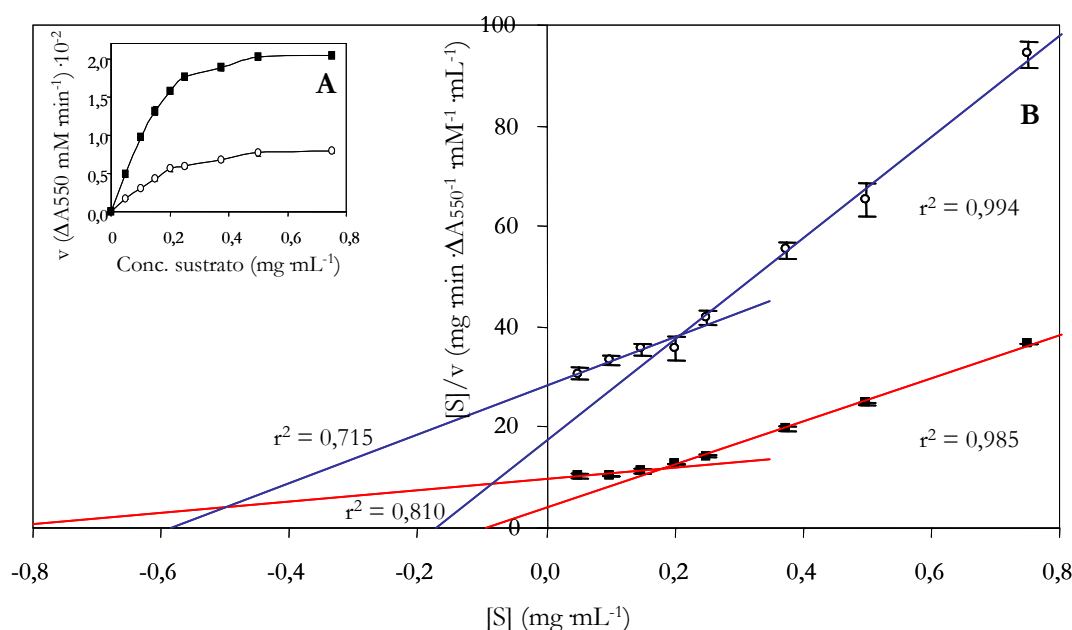 100
80
60
40
20
0
[S]/v (mg·min·ΔA550⁻¹·mM⁻¹·mL⁻¹)
v (ΔA550 mM min⁻¹)·10⁻²
2,0
1,5
1,0
0,5
0,0
0 0,2 0,4 0,6 0,8
Conc. sustrato (mg·mL⁻¹)
A
B
r² = 0,994
r² = 0,715
r² = 0,985
r² = 0,810
-0,8 -0,6 -0,4 -0,2 0,0 0,2 0,4 0,6 0,8
[S] (mg·mL⁻¹)